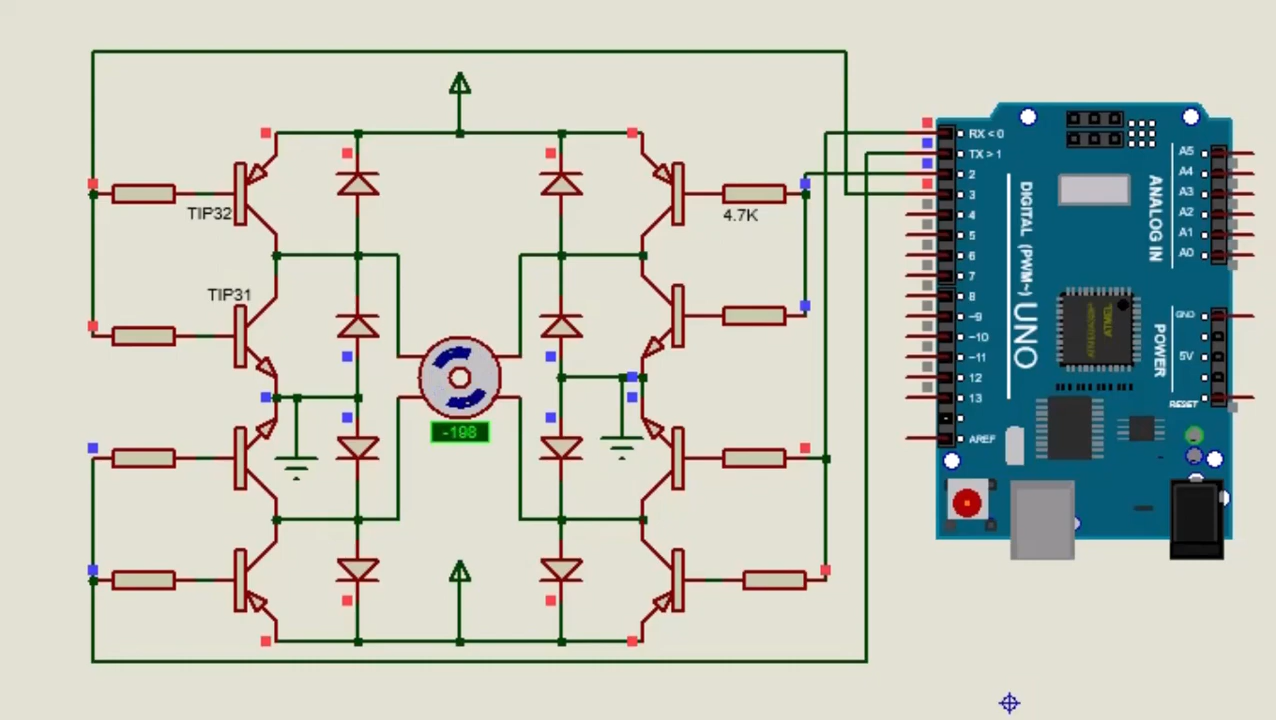 TIP32
TIP31
4.7K
-198
RX < 0
TX > 1
2
3
4
5
6
7
8
~9
~10
~11
12
13
AREF
DIGITAL (PWM~)
UNO
ANALOG IN
A5
A4
A3
A2
A1
A0
ATMEL
POWER
GND
5V
RESET